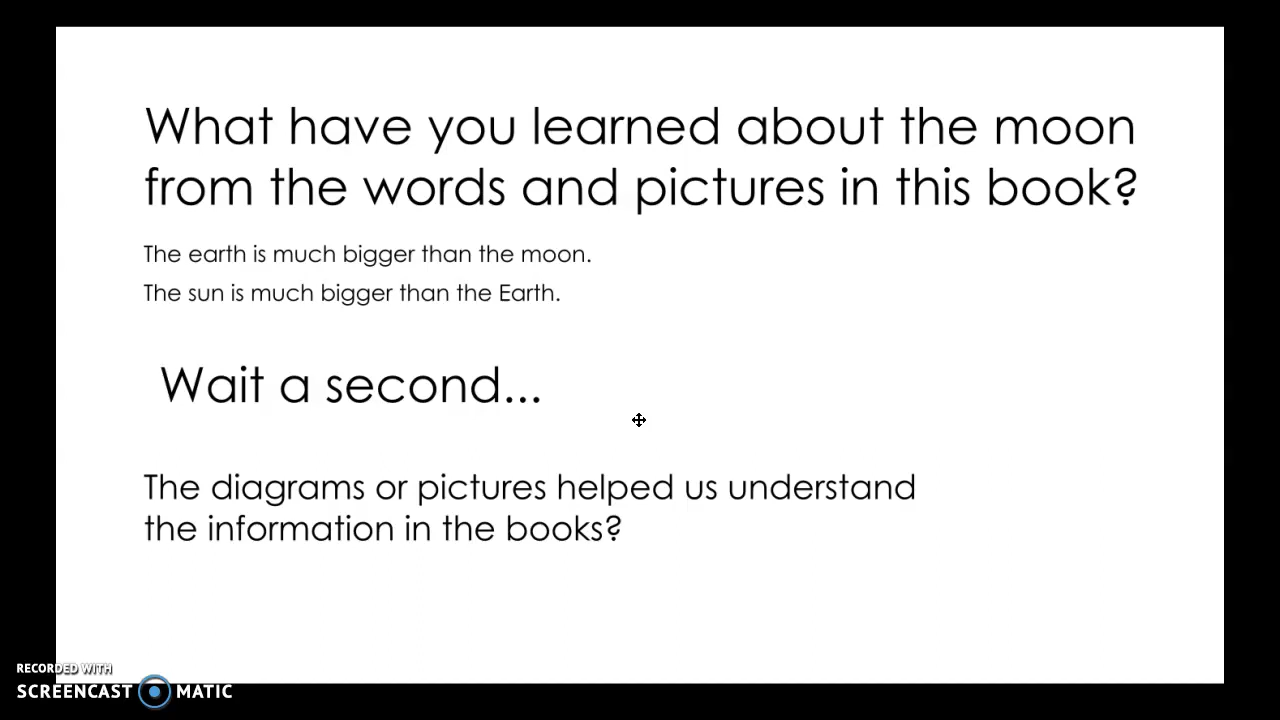 What have you learned about the moon
from the words and pictures in this book?
The earth is much bigger than the moon.
The sun is much bigger than the Earth.
Wait a second...
The diagrams or pictures helped us understand
the information in the books?
RECORDED WITH
SCREENCAST MATIC